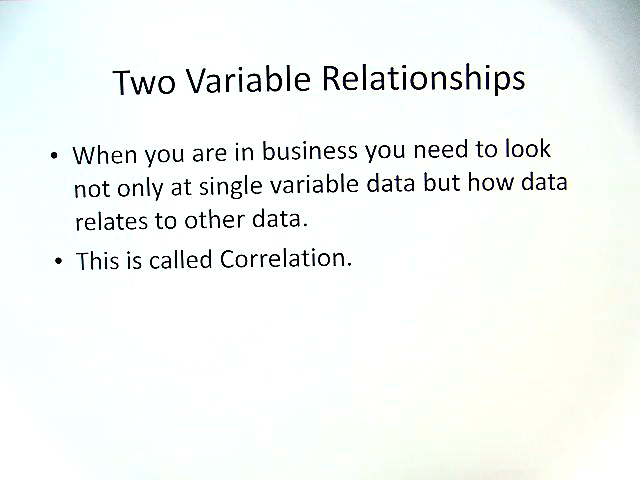 Two Variable Relationships
• When you are in business you need to look
not only at single variable data but how data
relates to other data.
• This is called Correlation.